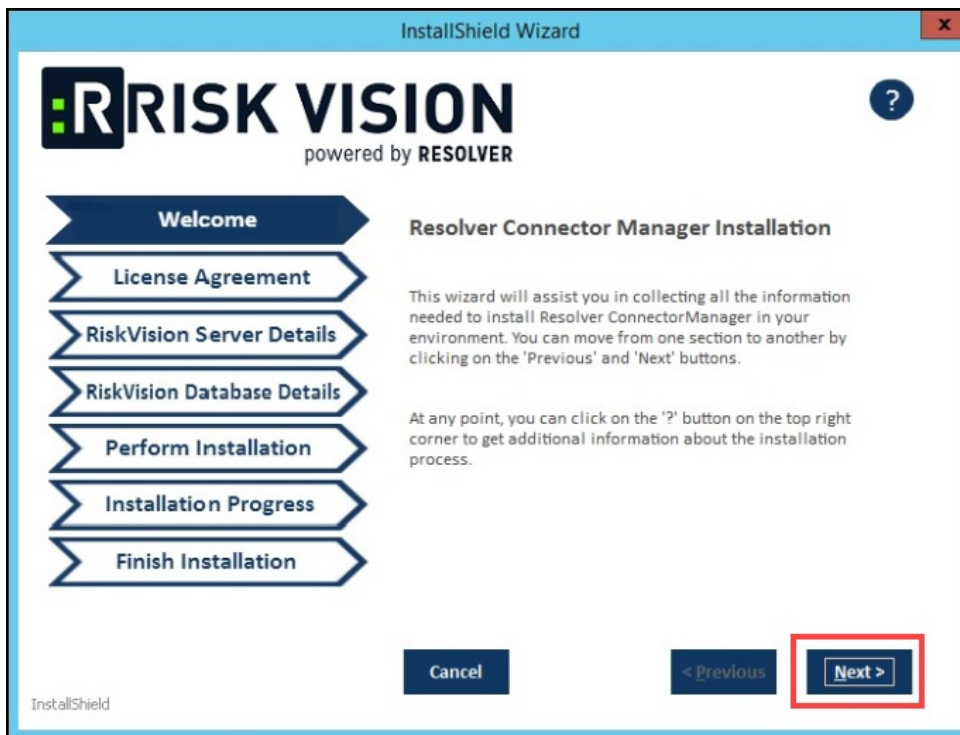 InstallShield Wizard
x
:R RISK VISION
powered by RESOLVER
?
Welcome
License Agreement
RiskVision Server Details
RiskVision Database Details
Perform Installation
Installation Progress
Finish Installation
Resolver Connector Manager Installation
This wizard will assist you in collecting all the information
needed to install Resolver ConnectorManager in your
environment. You can move from one section to another by
clicking on the 'Previous' and 'Next' buttons.
At any point, you can click on the '?' button on the top right
corner to get additional information about the installation
process.
Cancel
< Previous
Next >
InstallShield